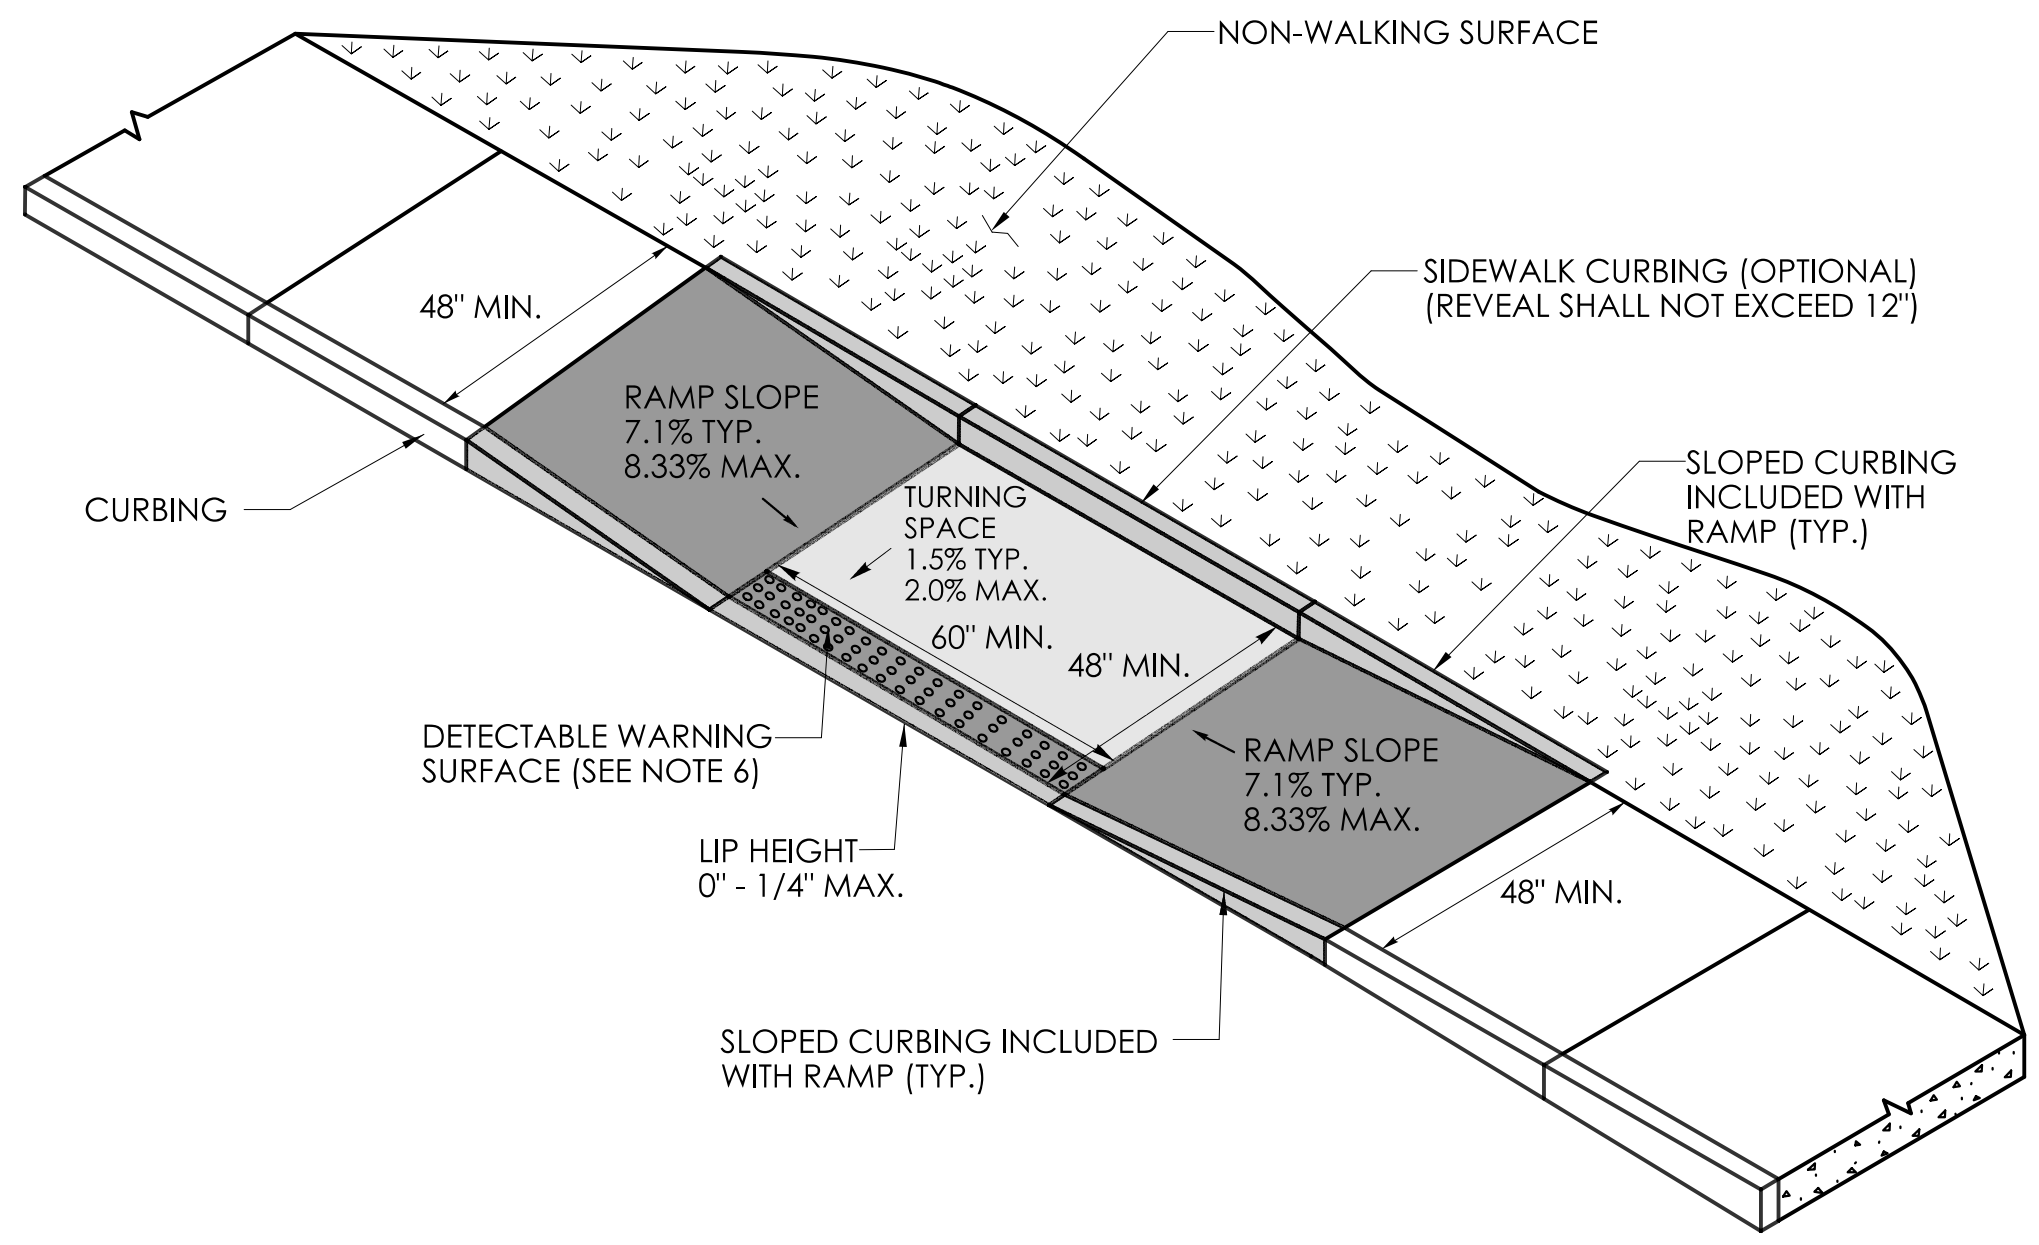 NON-WALKING SURFACE
SIDEWALK CURBING (OPTIONAL)
(REVEAL SHALL NOT EXCEED 12")
48" MIN.
RAMP SLOPE
7.1% TYP.
8.33% MAX.
SLOPED CURBING
INCLUDED WITH
RAMP (TYP.)
CURBING
TURNING
SPACE
1.5% TYP.
2.0% MAX.
60" MIN.
48" MIN.
DETECTABLE WARNING
SURFACE (SEE NOTE 6)
RAMP SLOPE
7.1% TYP.
8.33% MAX.
LIP HEIGHT
0" - 1/4" MAX.
48" MIN.
SLOPED CURBING INCLUDED
WITH RAMP (TYP.)